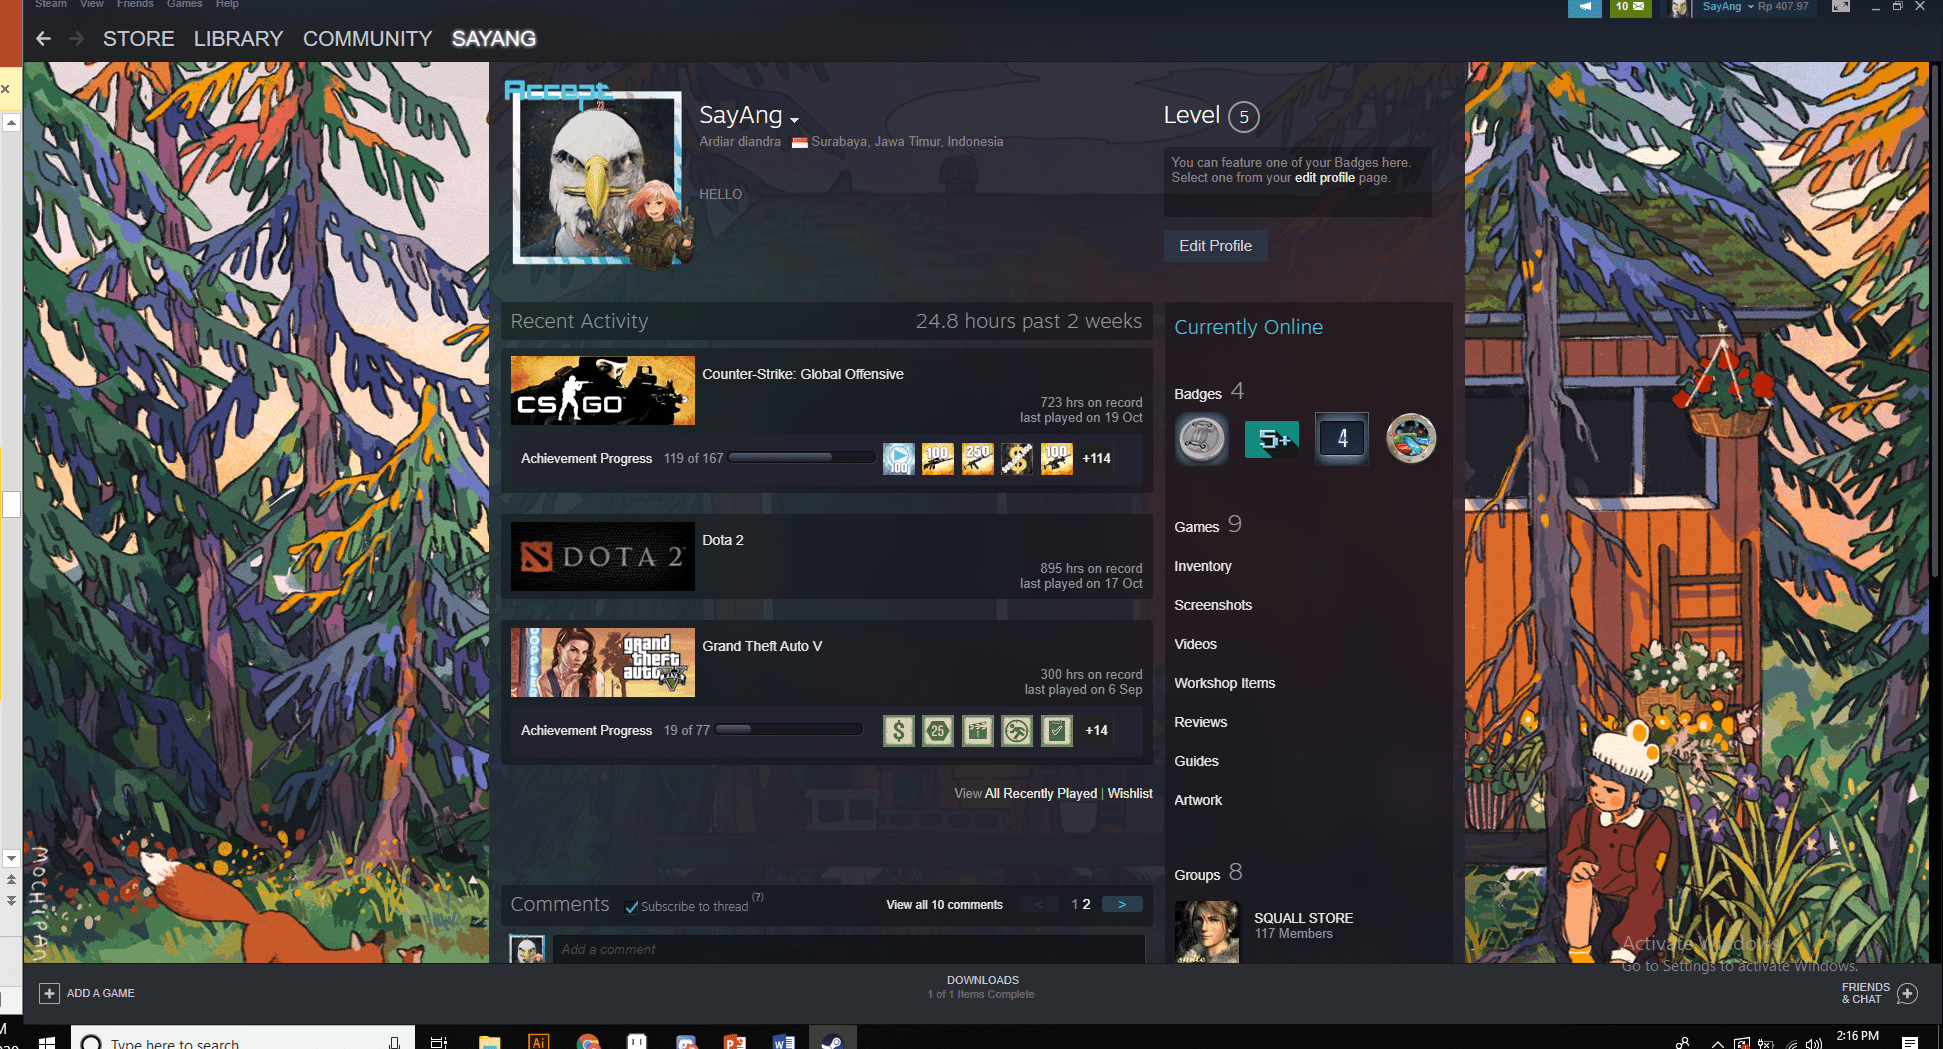 Steam View Friends Games Help
10 SayAng Rp 407.97
STORE LIBRARY COMMUNITY SAYANG
Accept
23
SayAng
Ardiar diandra Surabaya, Jawa Timur, Indonesia
HELLO
Level 5
You can feature one of your Badges here.
Select one from your edit profile page.
Edit Profile
Recent Activity 24.8 hours past 2 weeks
CS GO
Counter-Strike: Global Offensive
723 hrs on record
last played on 19 Oct
Achievement Progress 119 of 167 100 100 250 100 +114
DOTA 2
Dota 2
895 hrs on record
last played on 17 Oct
grand theft auto V
Grand Theft Auto V
300 hrs on record
last played on 6 Sep
Achievement Progress 19 of 77 $ 25 +14
View All Recently Played | Wishlist
Comments Subscribe to thread (?) View all 10 comments < 1 2 >
Add a comment
Currently Online
Badges 4
5+ 4
Games 9
Inventory
Screenshots
Videos
Workshop Items
Reviews
Guides
Artwork
Groups 8
SQUALL STORE
117 Members
MOCHIPAN
Activate Windows
Go to Settings to activate Windows.
ADD A GAME
DOWNLOADS
1 of 1 Items Complete
FRIENDS
& CHAT
Type here to search
Ai
2:16 PM